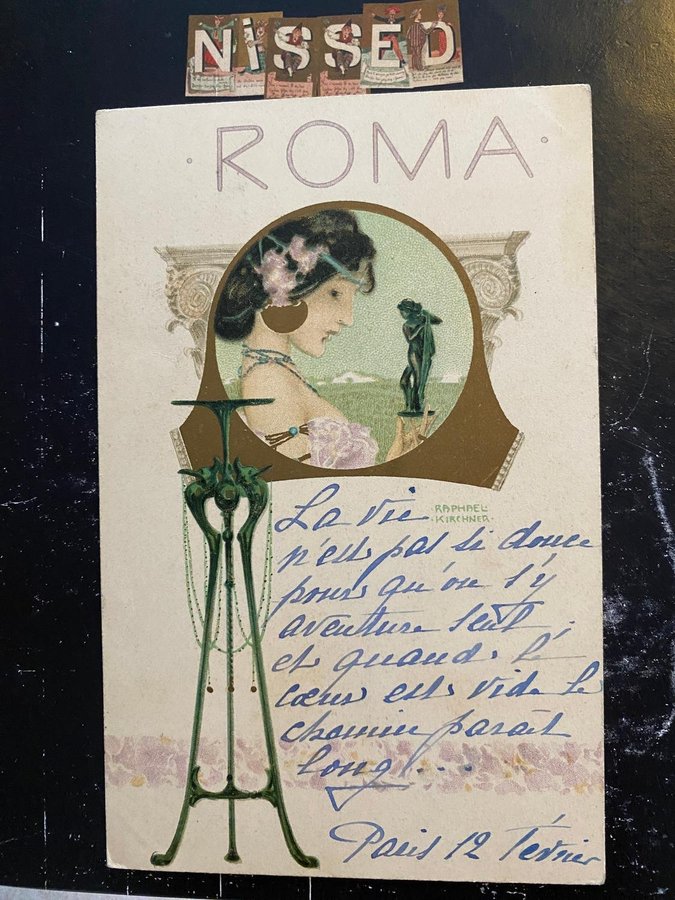 NiSSED
· ROMA ·
RAPHAEL
· KIRCHNER ·
La vie
n'est pas si douce
pour qu'on s'y
aventure seul
et quand le
cœur est vide le
chemin paraît
long...
Paris 12 février